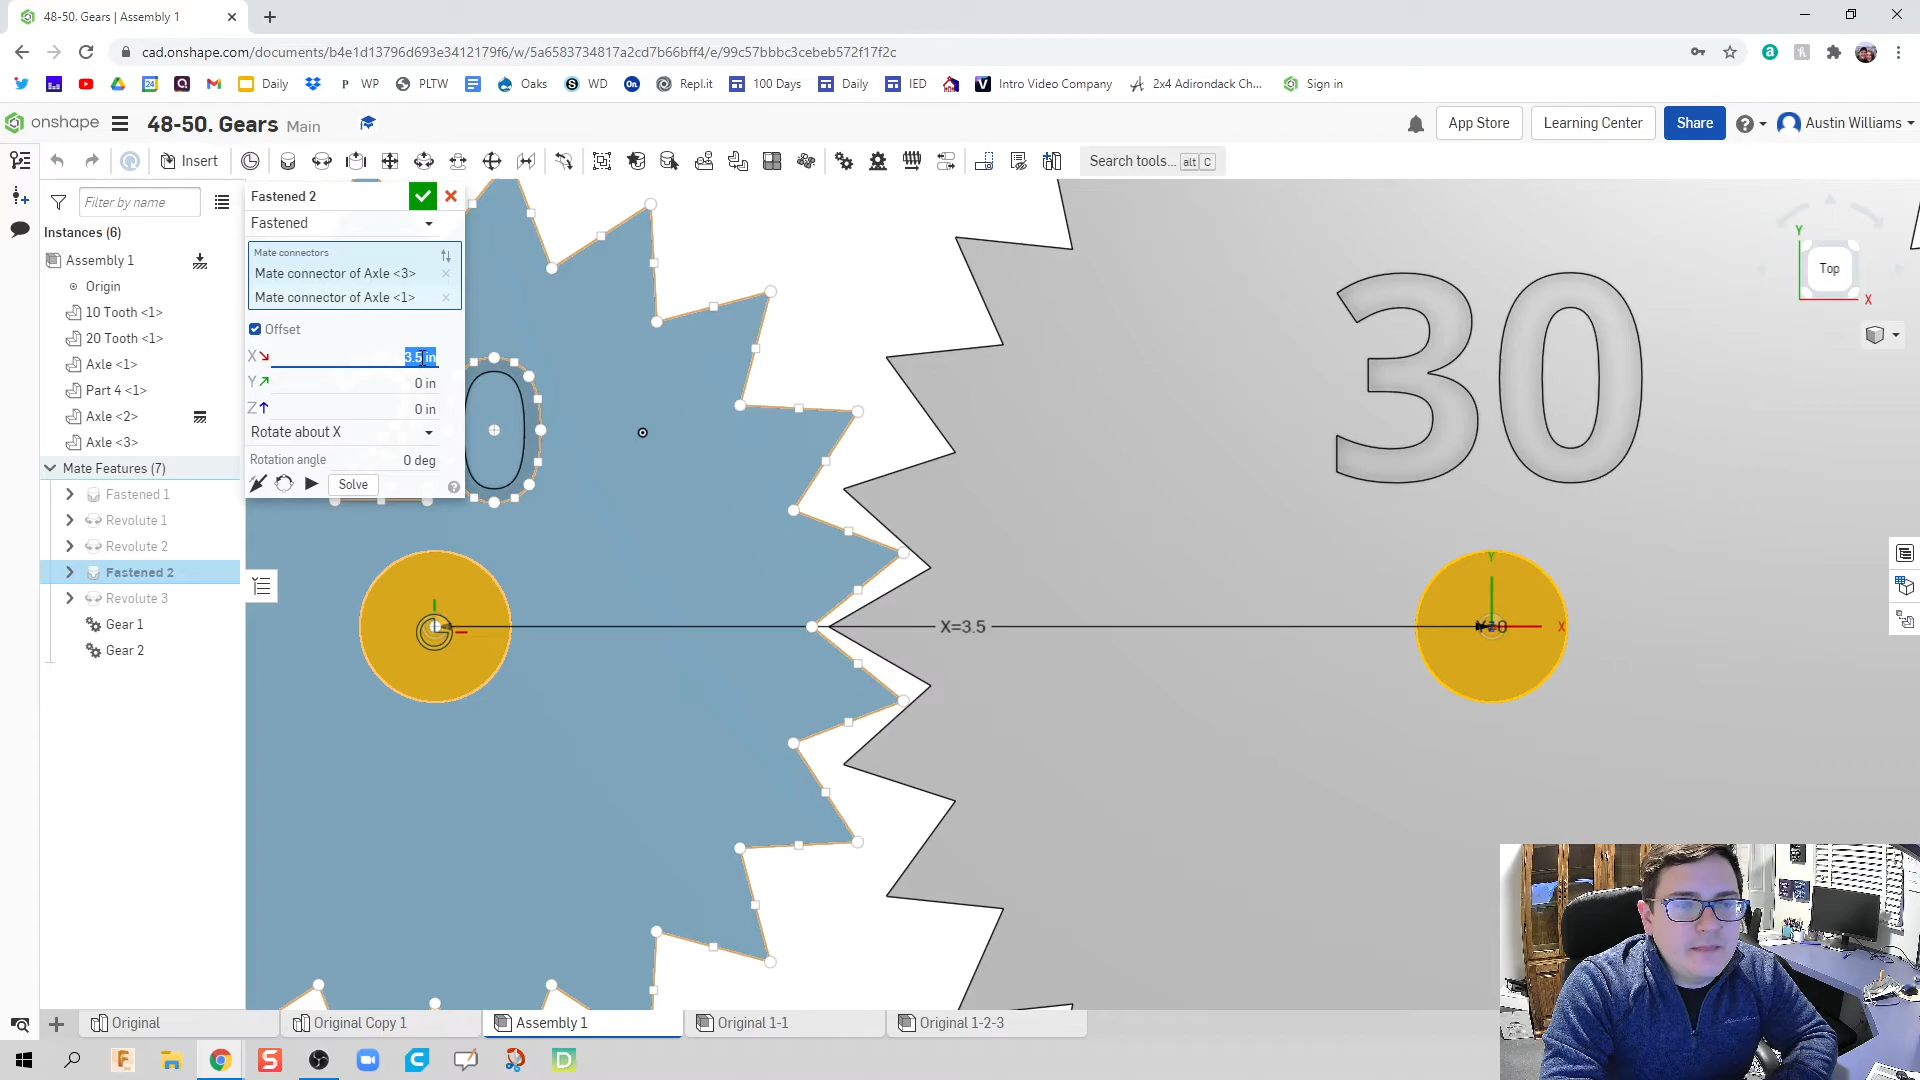 48-50. Gears | Assembly 1
cad.onshape.com/documents/b4e1d13796d693e3412179f6/w/5a6583734817a2cd7b66bff4/e/99c57bbbc3cebeb572f17f2c
Daily
P WP
PLTW
Oaks
S WD
On
Repl.it
100 Days
Daily
IED
Intro Video Company
2x4 Adirondack Ch...
Sign in
onshape
48-50. Gears Main
App Store
Learning Center
Share
Austin Williams
Insert
Search tools... alt C
Filter by name
Instances (6)
Assembly 1
Origin
10 Tooth <1>
20 Tooth <1>
Axle <1>
Part 4 <1>
Axle <2>
Axle <3>
Mate Features (7)
Fastened 1
Revolute 1
Revolute 2
Fastened 2
Revolute 3
Gear 1
Gear 2
Fastened 2
Fastened
Mate connectors
Mate connector of Axle <3>
Mate connector of Axle <1>
Offset
X 3.5 in
Y 0 in
Z 0 in
Rotate about X
Rotation angle 0 deg
Solve
0
30
X=3.5
Y
X
Y
Top
X
Original
Original Copy 1
Assembly 1
Original 1-1
Original 1-2-3